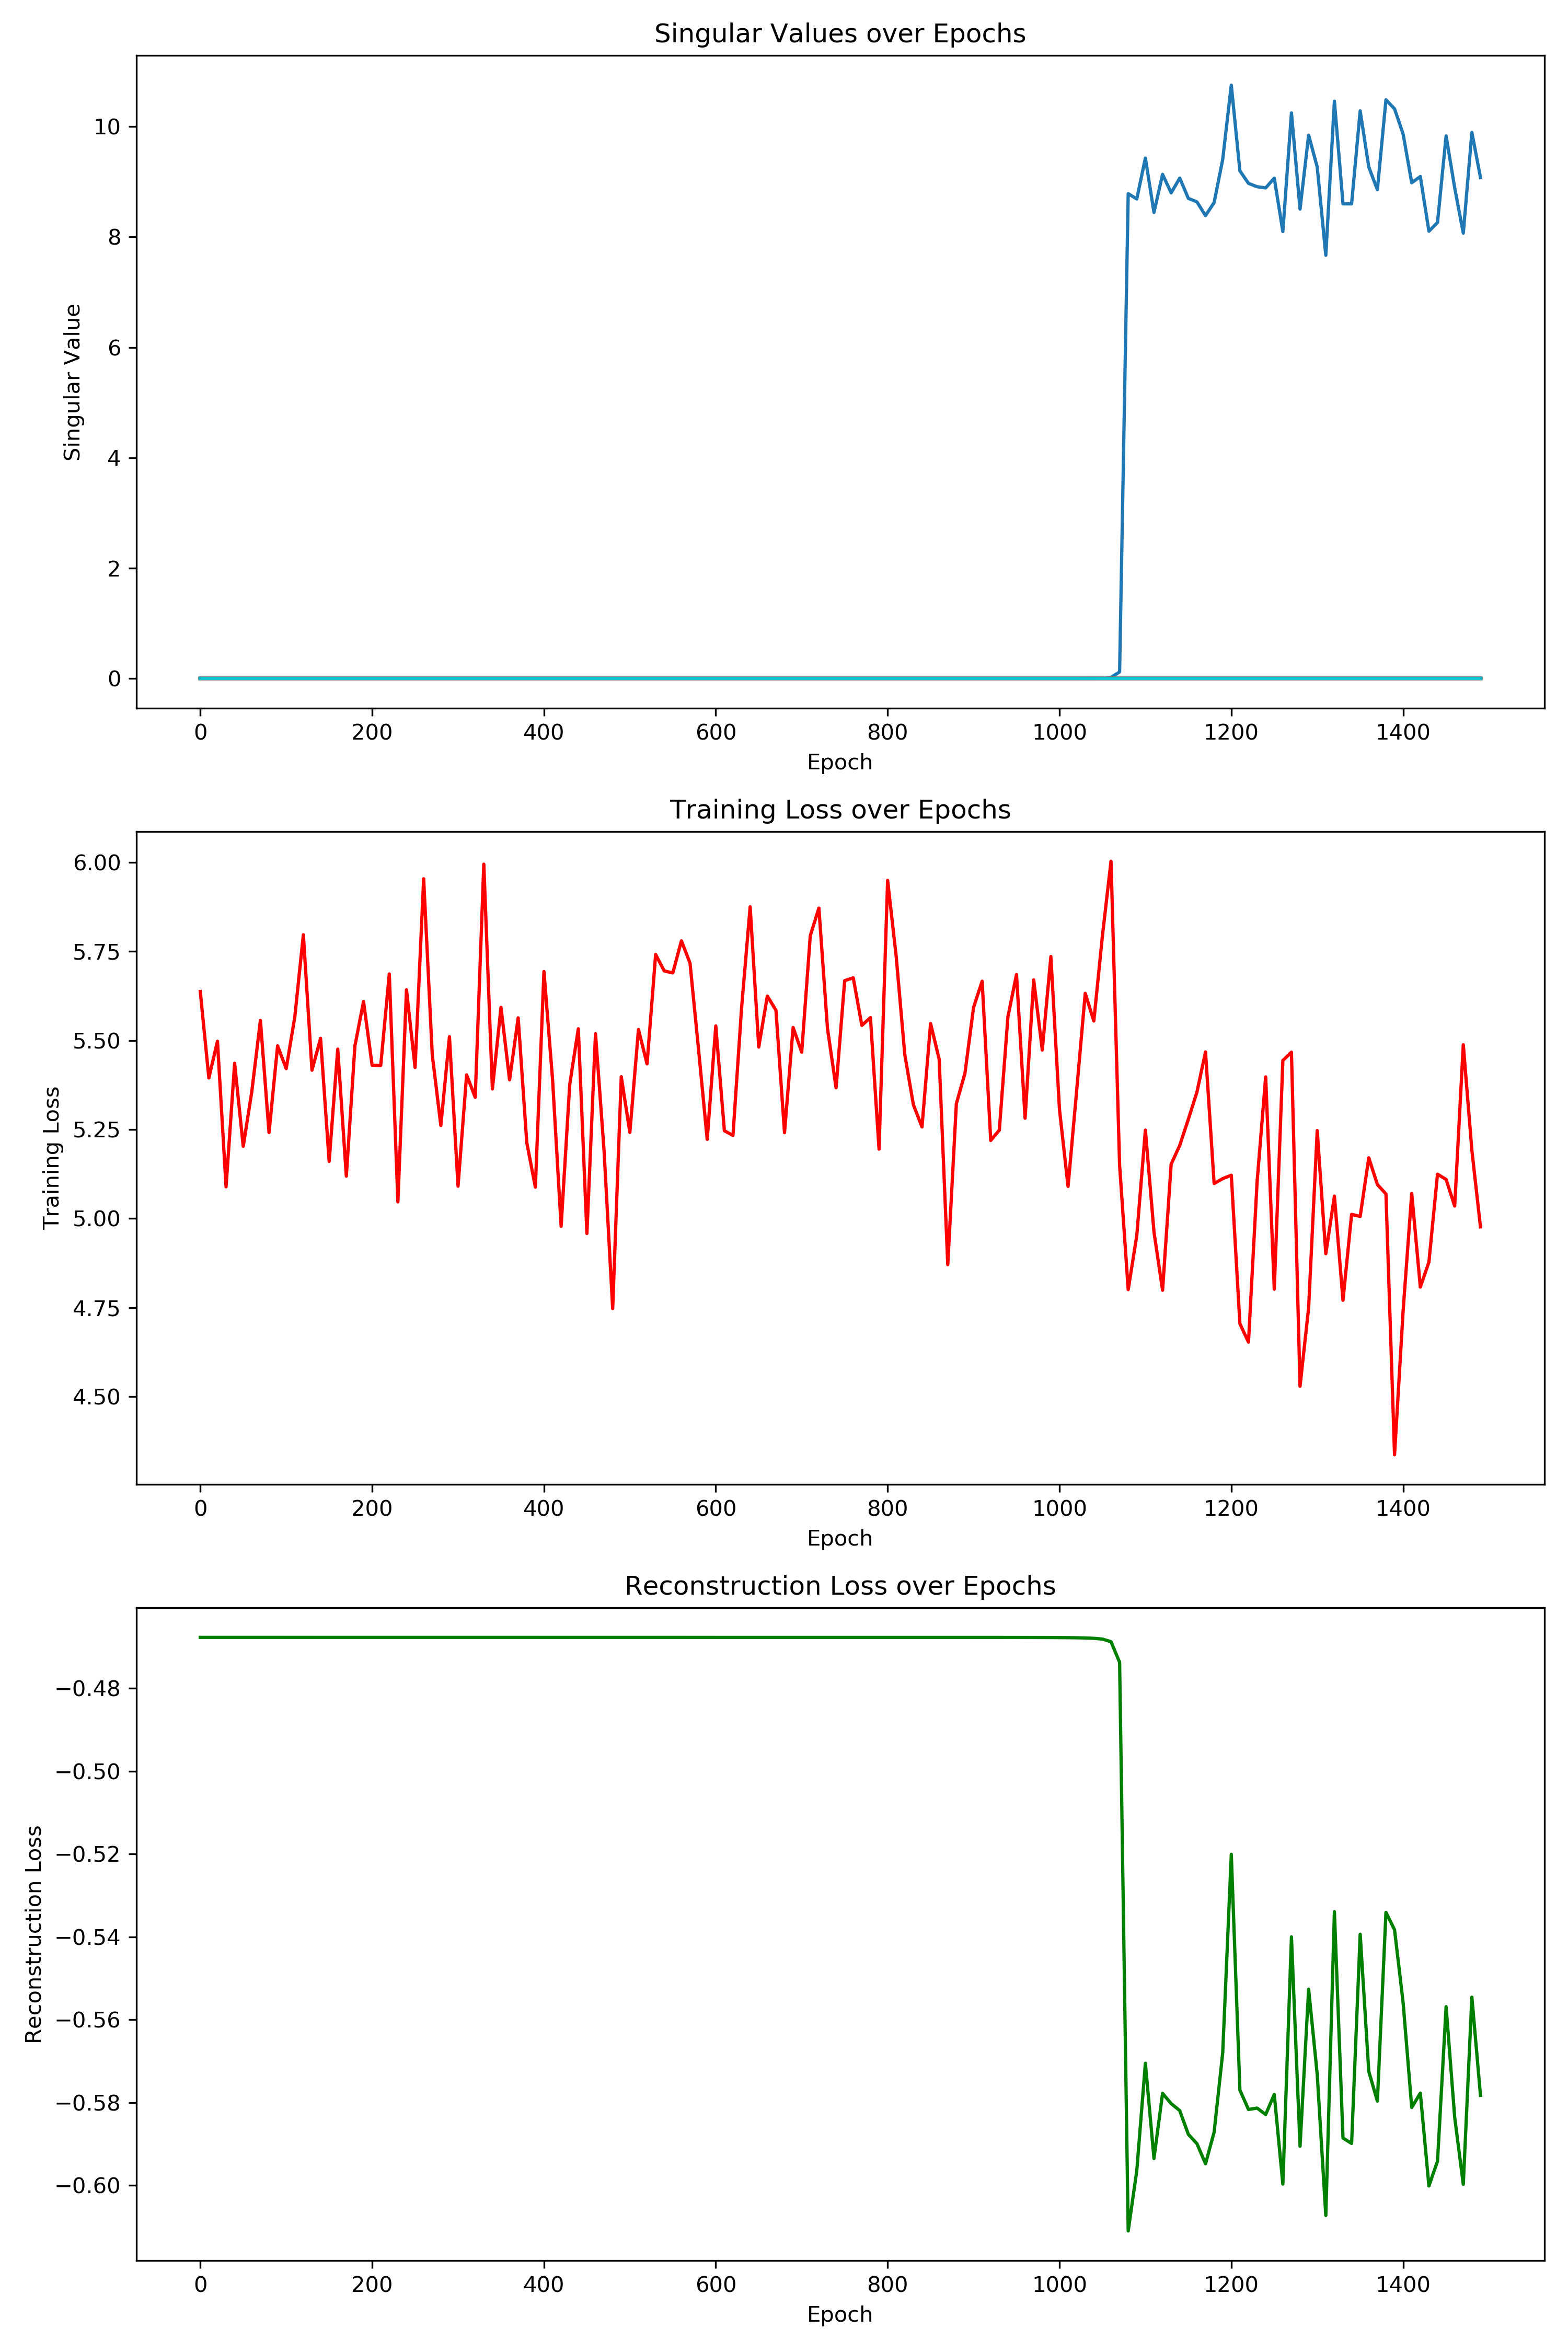 Singular Values over Epochs
Singular Value
10
8
6
4
2
0
0 200 400 600 800 1000 1200 1400
Epoch
Training Loss over Epochs
Training Loss
6.00
5.75
5.50
5.25
5.00
4.75
4.50
0 200 400 600 800 1000 1200 1400
Epoch
Reconstruction Loss over Epochs
Reconstruction Loss
−0.48
−0.50
−0.52
−0.54
−0.56
−0.58
−0.60
0 200 400 600 800 1000 1200 1400
Epoch